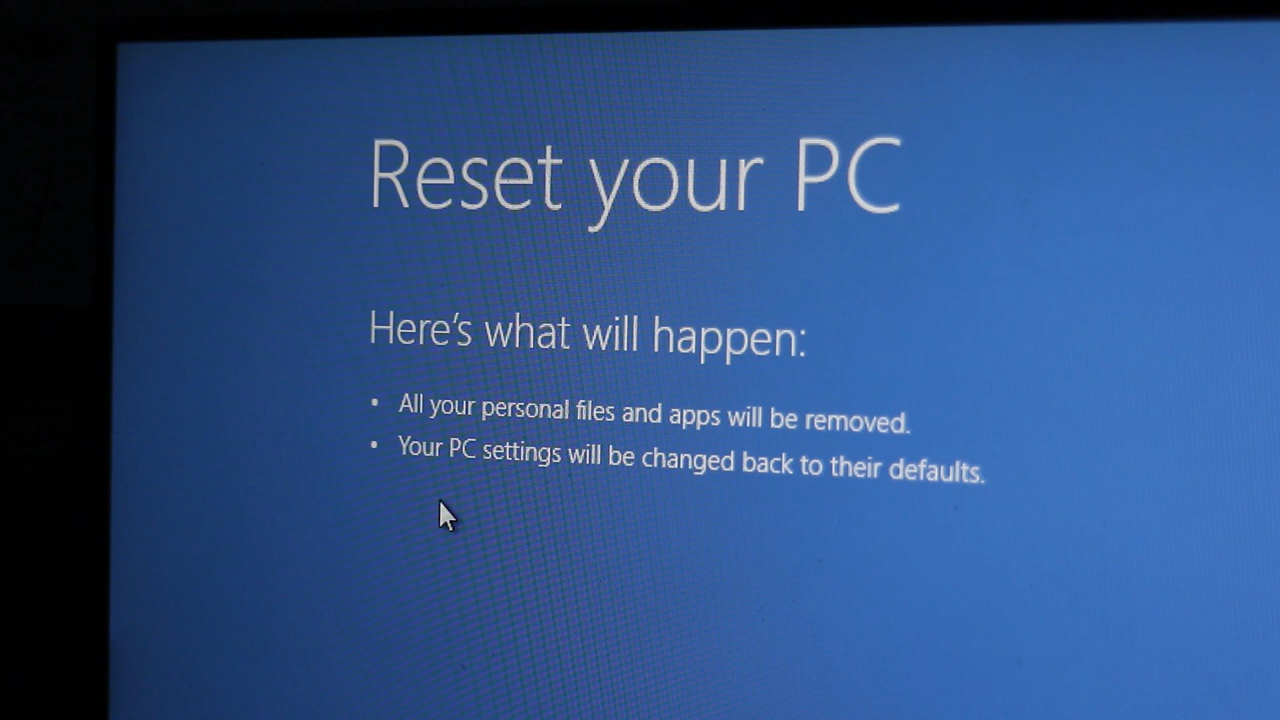 Reset your PC
Here's what will happen:
• All your personal files and apps will be removed.
• Your PC settings will be changed back to their defaults.